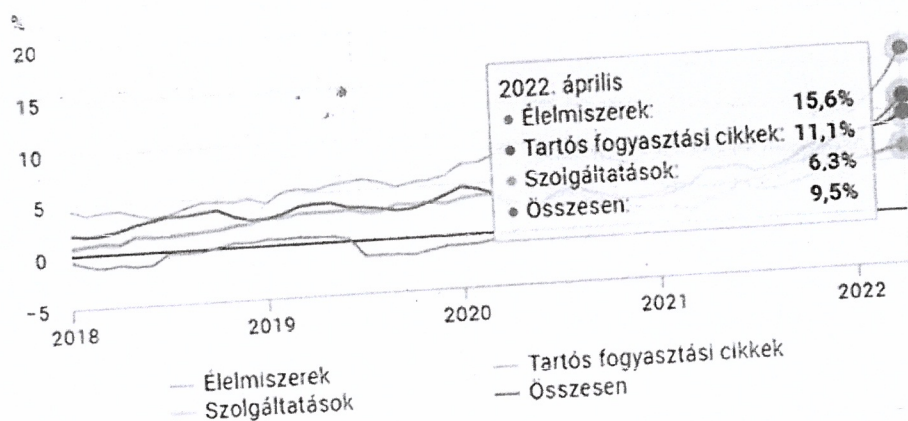 %
20
15
10
5
0
-5
2018 2019 2020 2021 2022
2022. április
Élelmiszerek: 15,6%
Tartós fogyasztási cikkek: 11,1%
Szolgáltatások: 6,3%
Összesen: 9,5%
Élelmiszerek Tartós fogyasztási cikkek
Szolgáltatások Összesen